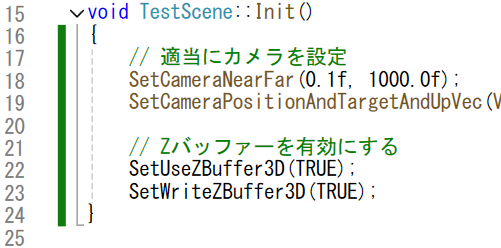 15 void TestScene::Init()
16 {
17 // 適当にカメラを設定
18 SetCameraNearFar(0.1f, 1000.0f);
19 SetCameraPositionAndTargetAndUpVec(V
20
21 // Zバッファーを有効にする
22 SetUseZBuffer3D(TRUE);
23 SetWriteZBuffer3D(TRUE);
24 }
25